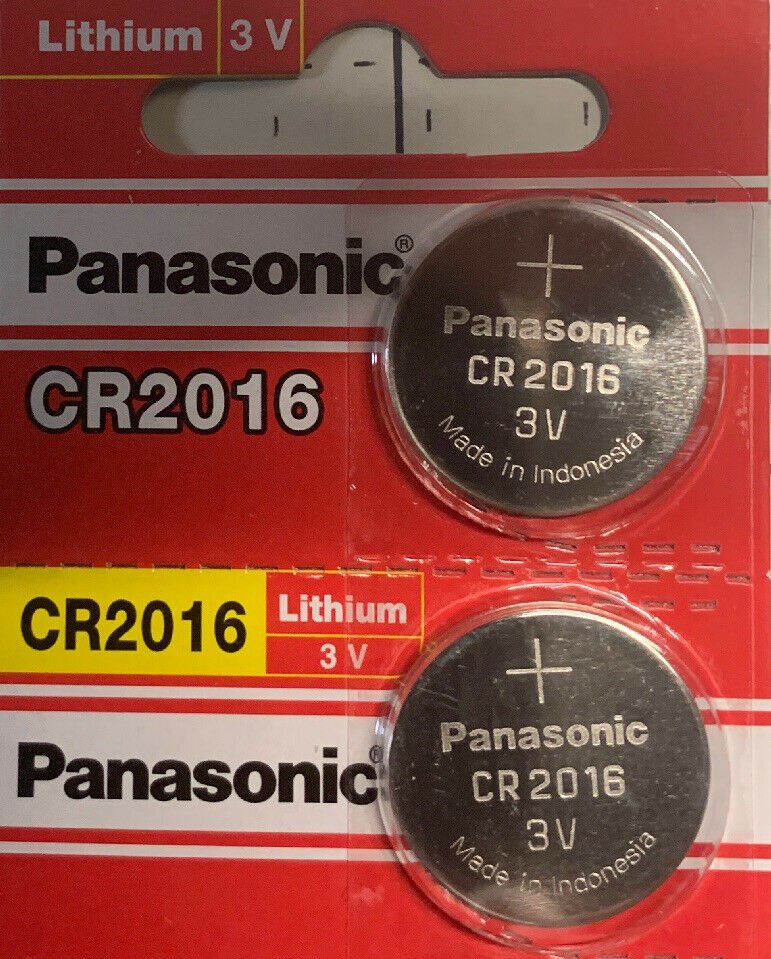 Lithium 3 V
Panasonic®
CR2016
+
Panasonic
CR2016
3V
Made in Indonesia
CR2016
Lithium
3 V
Panasonic®
+
Panasonic
CR2016
3V
Made in Indonesia